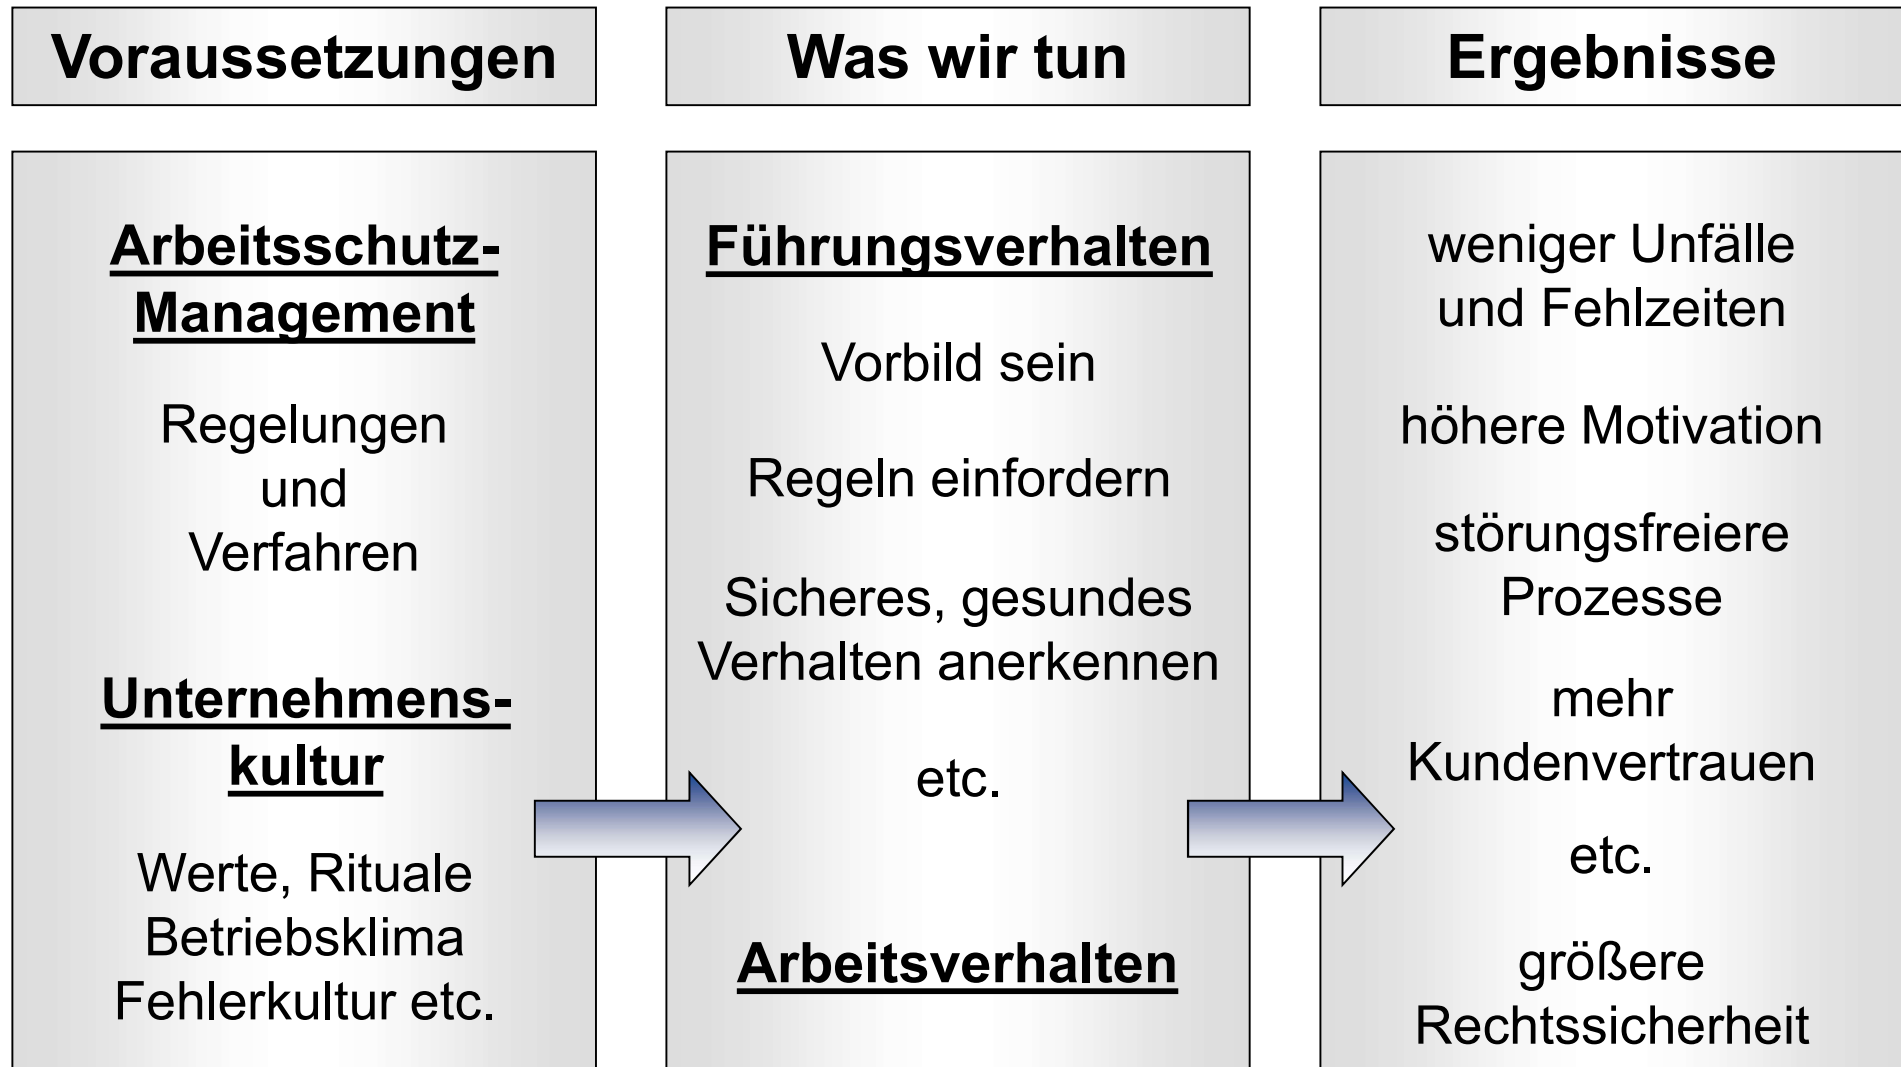 Voraussetzungen
Arbeitsschutz-
Management
Regelungen
und
Verfahren
Unternehmens-
kultur
Werte, Rituale
Betriebsklima
Fehlerkultur etc.
Was wir tun
Führungsverhalten
Vorbild sein
Regeln einfordern
Sicheres, gesundes
Verhalten anerkennen
etc.
Arbeitsverhalten
Ergebnisse
weniger Unfälle
und Fehlzeiten
höhere Motivation
störungsfreiere
Prozesse
mehr
Kundenvertrauen
etc.
größere
Rechtssicherheit